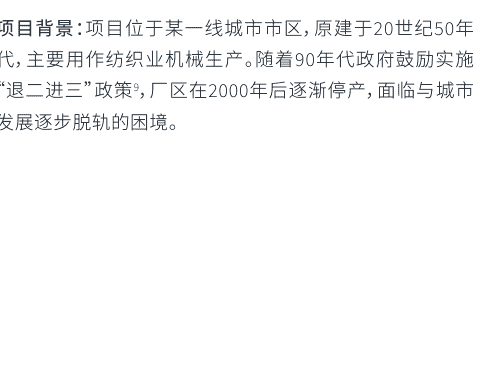 项目背景：项目位于某一线城市市区，原建于20世纪50年
代，主要用作纺织业机械生产。随着90年代政府鼓励实施
“退二进三”政策⁹，厂区在2000年后逐渐停产，面临与城市
发展逐步脱轨的困境。